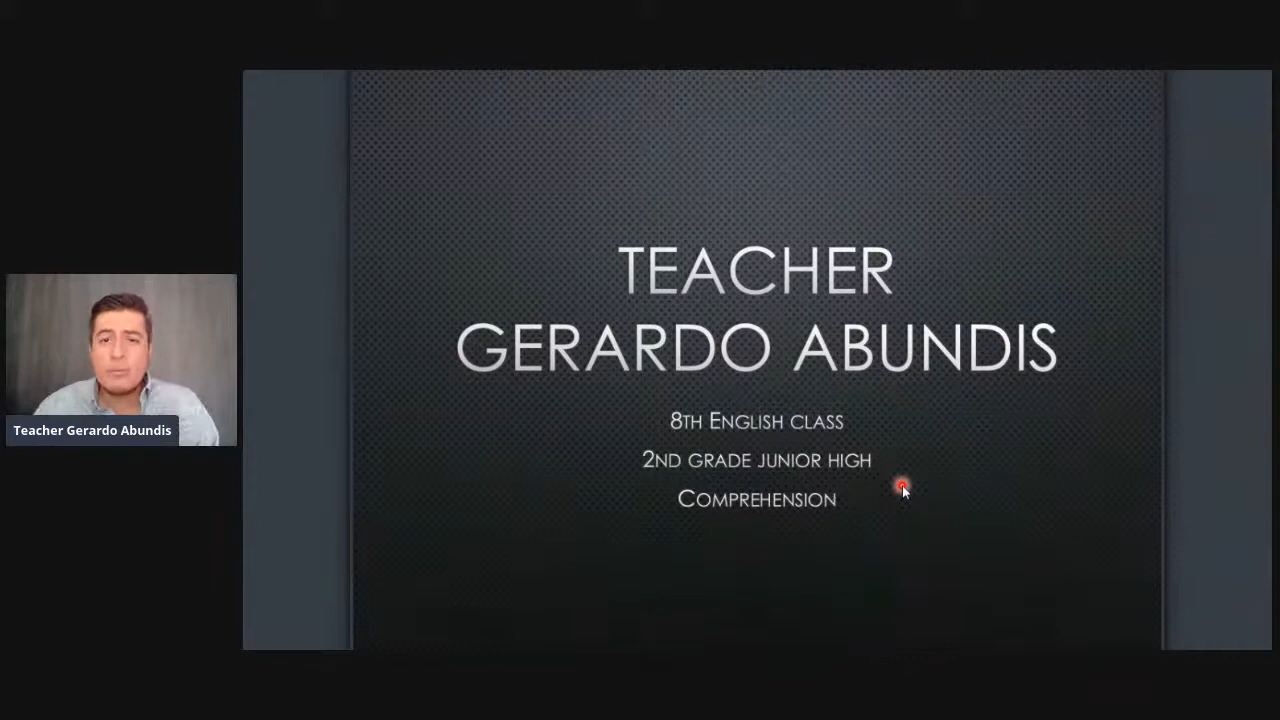 TEACHER
GERARDO ABUNDIS
8TH ENGLISH CLASS
2ND GRADE JUNIOR HIGH
COMPREHENSION
Teacher Gerardo Abundis